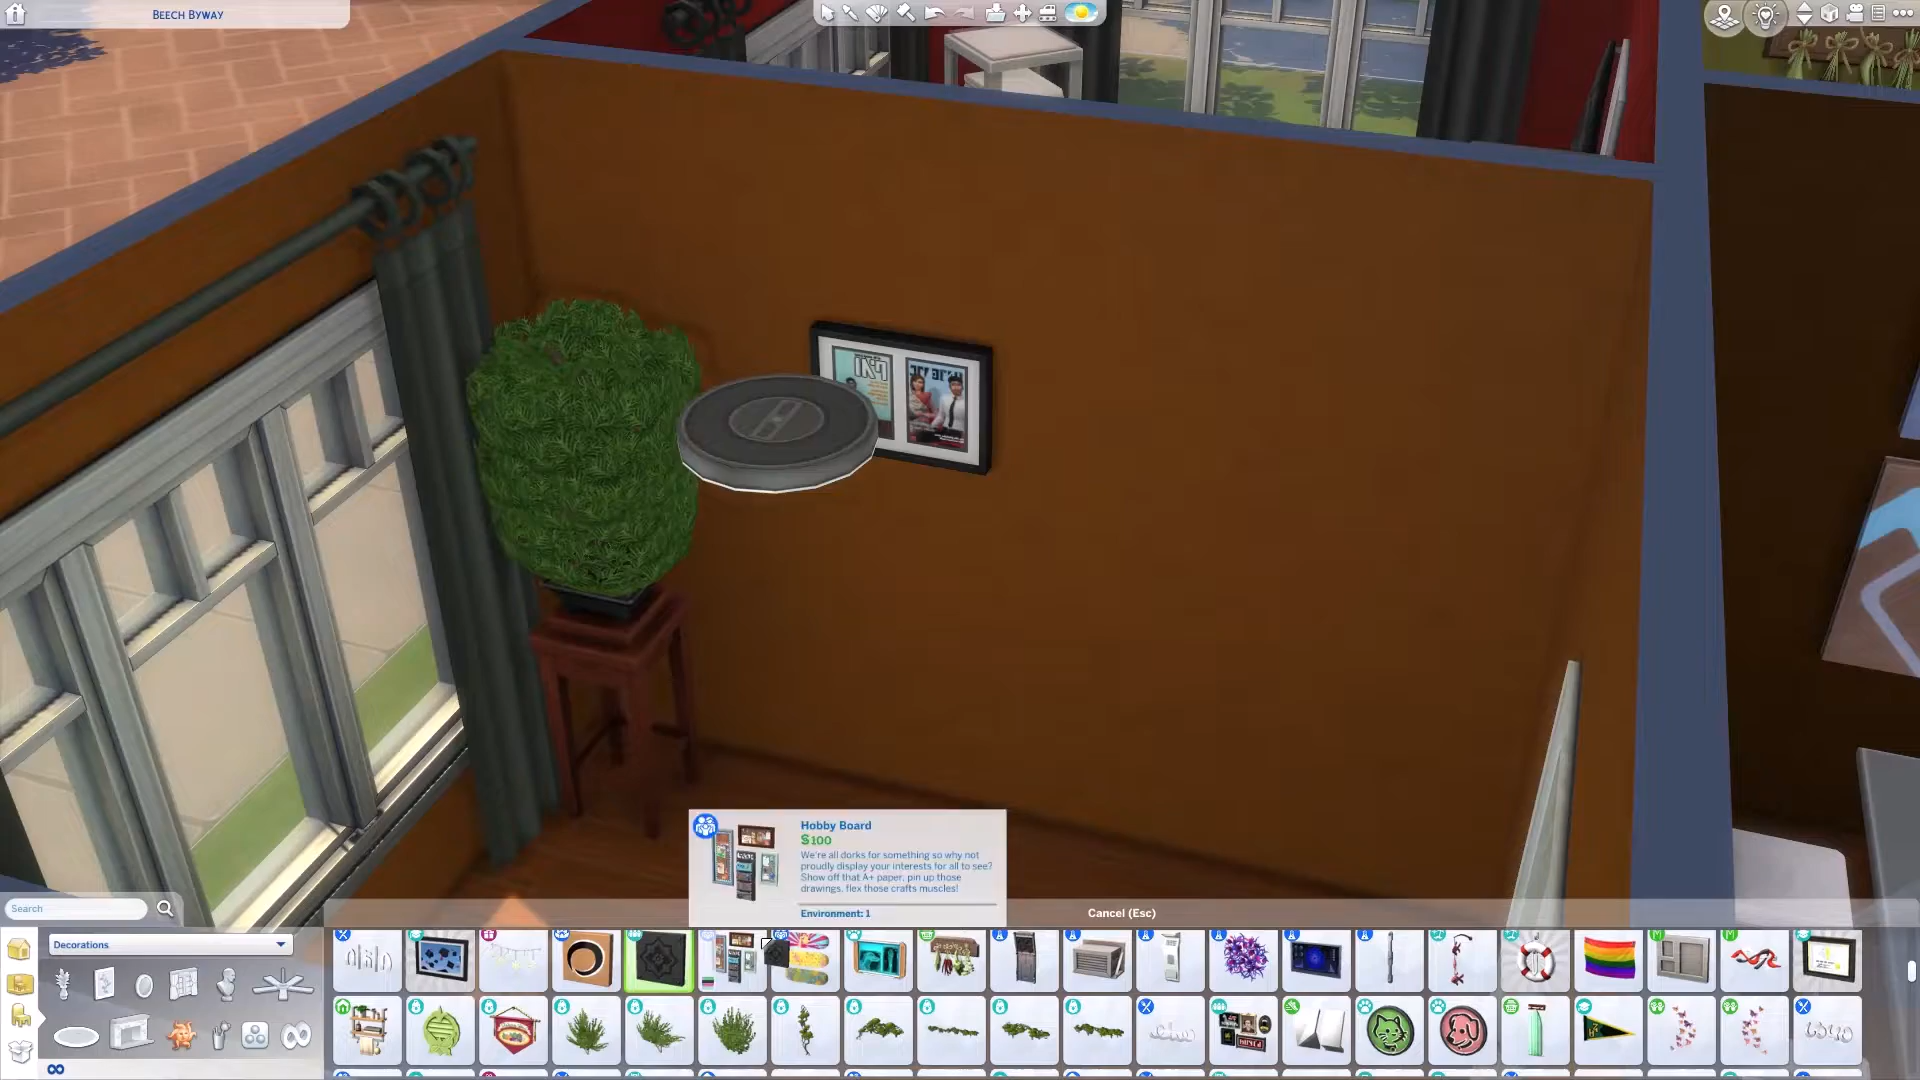 BEECH BYWAY
Hobby Board
$100
We're all dorks for something so why not
proudly display your interests for all to see?
Show off that A+ paper, pin up those
drawings, flex those crafts muscles!
Environment: 1
Search
Cancel (Esc)
Decorations